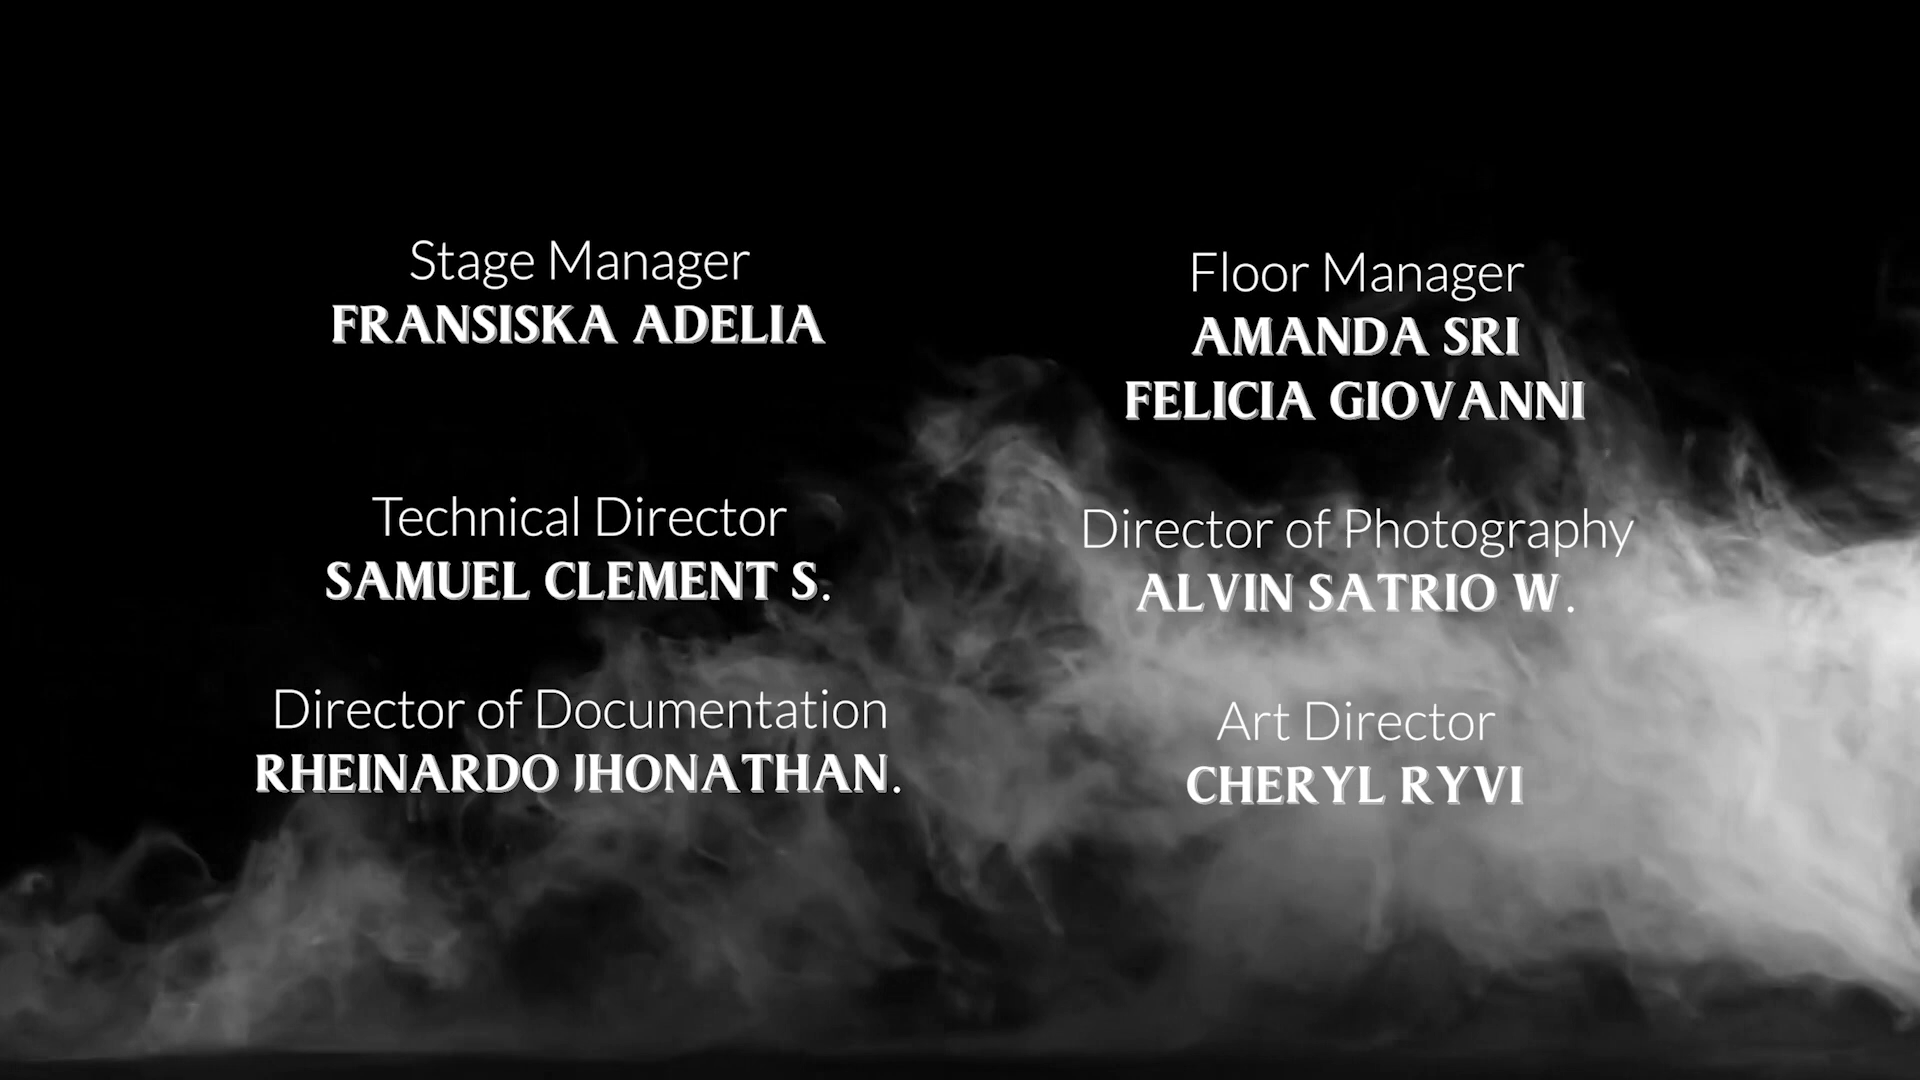 Stage Manager
FRANSISKA ADELIA
Technical Director
SAMUEL CLEMENT S.
Director of Documentation
RHEINARDO JHONATHAN.
Floor Manager
AMANDA SRI
FELICIA GIOVANNI
Director of Photography
ALVIN SATRIO W.
Art Director
CHERYL RYVI